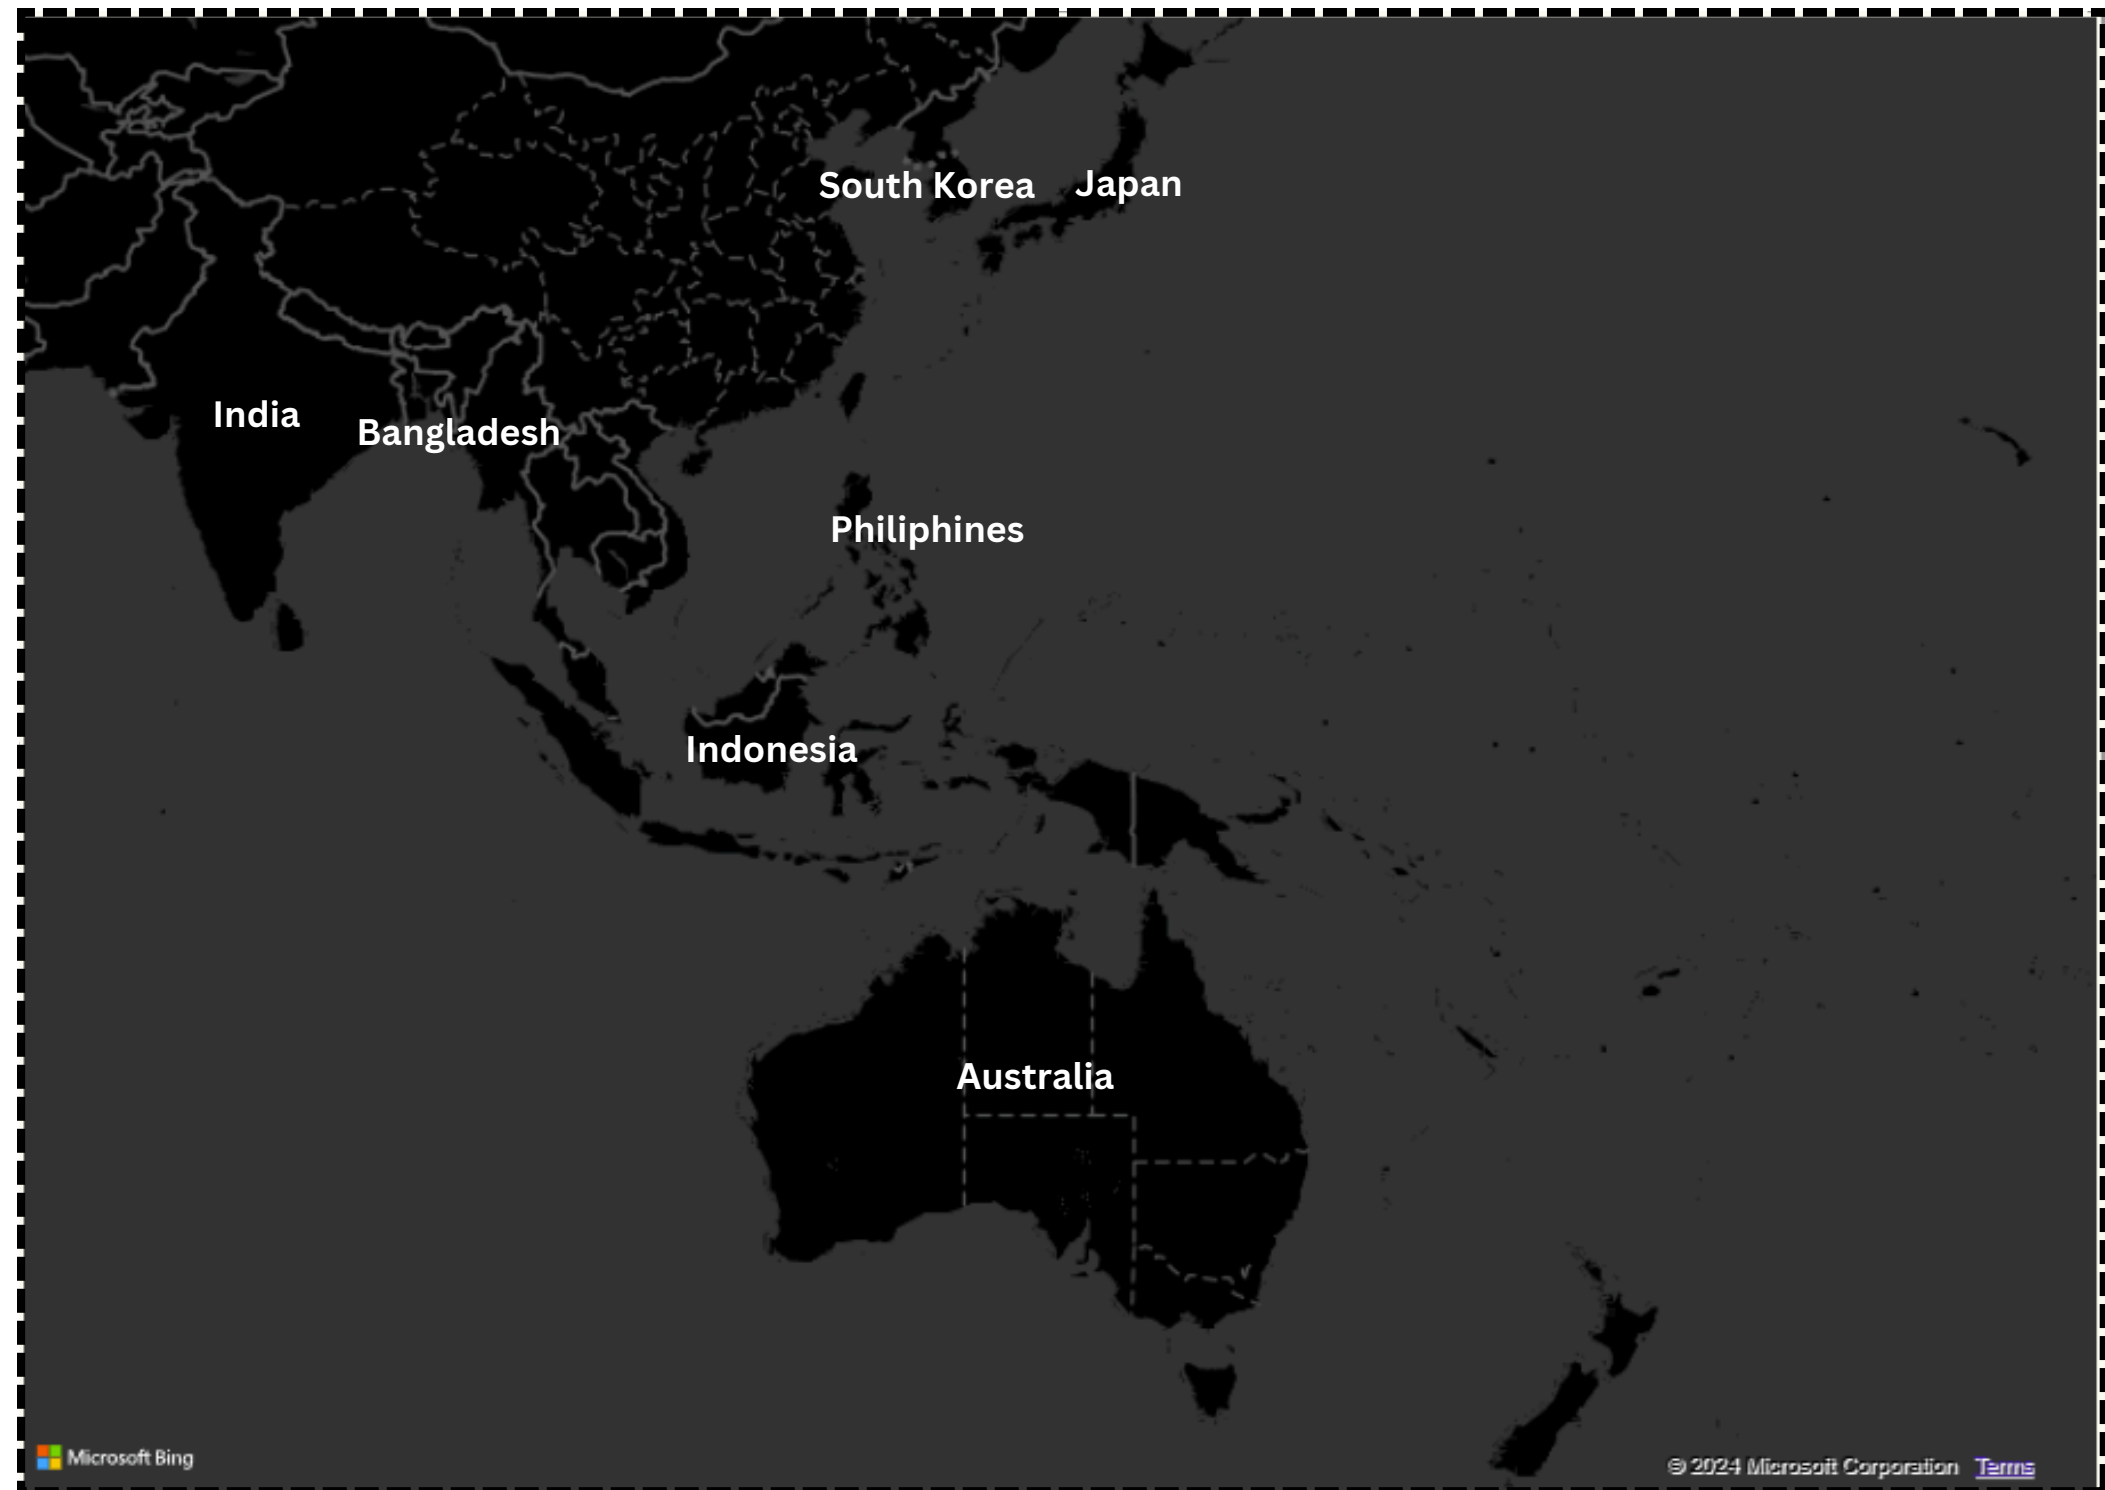 South Korea
Japan
India
Bangladesh
Philiphines
Indonesia
Australia
Microsoft Bing
© 2024 Microsoft Corporation Terms